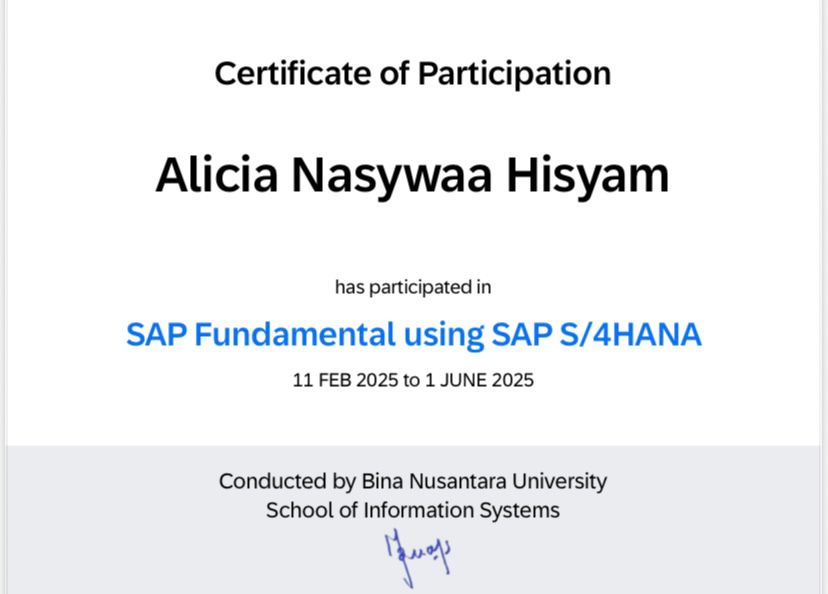 Certificate of Participation
Alicia Nasywaa Hisyam
has participated in
SAP Fundamental using SAP S/4HANA
11 FEB 2025 to 1 JUNE 2025
Conducted by Bina Nusantara University
School of Information Systems